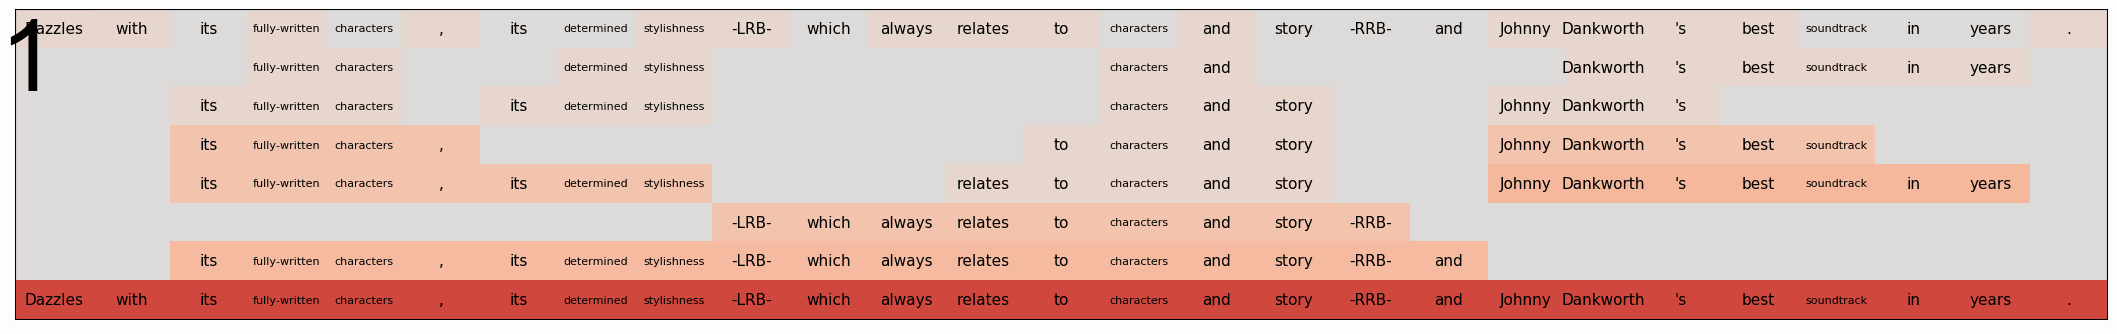 1
Dazzles with its fully-written characters , its determined stylishness -LRB- which always relates to characters and story -RRB- and Johnny Dankworth 's best soundtrack in years .
fully-written characters determined stylishness characters and Dankworth 's best soundtrack in years
its fully-written characters its determined stylishness characters and story Johnny Dankworth 's
its fully-written characters , to characters and story Johnny Dankworth 's best soundtrack
its fully-written characters , its determined stylishness relates to characters and story Johnny Dankworth 's best soundtrack in years
-LRB- which always relates to characters and story -RRB-
its fully-written characters , its determined stylishness -LRB- which always relates to characters and story -RRB- and
Dazzles with its fully-written characters , its determined stylishness -LRB- which always relates to characters and story -RRB- and Johnny Dankworth 's best soundtrack in years .